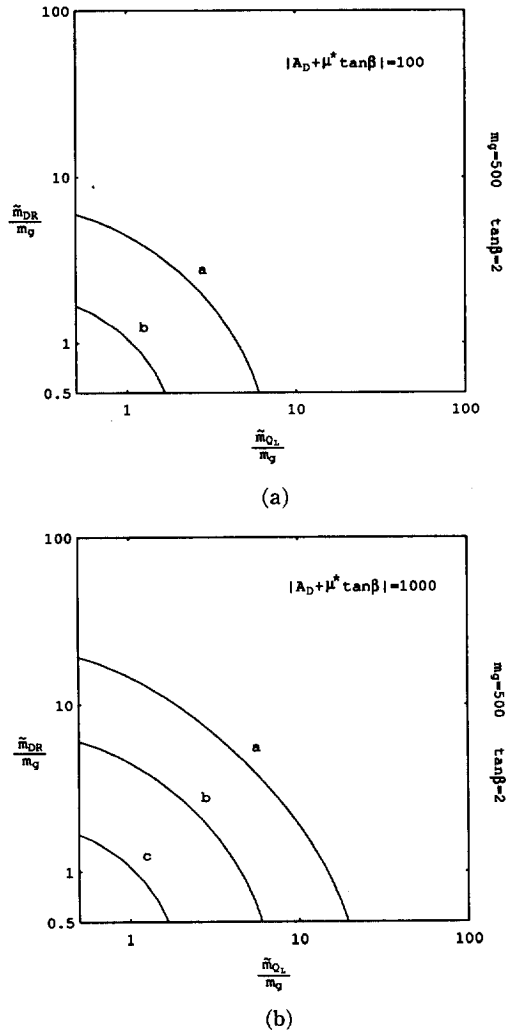 100
|A_D+μ*tanβ|=100
m_g=500 tanβ=2
10
m̃_DR
m_g
a
b
1
0.5
1
10
100
m̃_QL
m_g
(a)
100
|A_D+μ*tanβ|=1000
m_g=500 tanβ=2
10
m̃_DR
m_g
a
b
c
1
0.5
1
10
100
m̃_QL
m_g
(b)